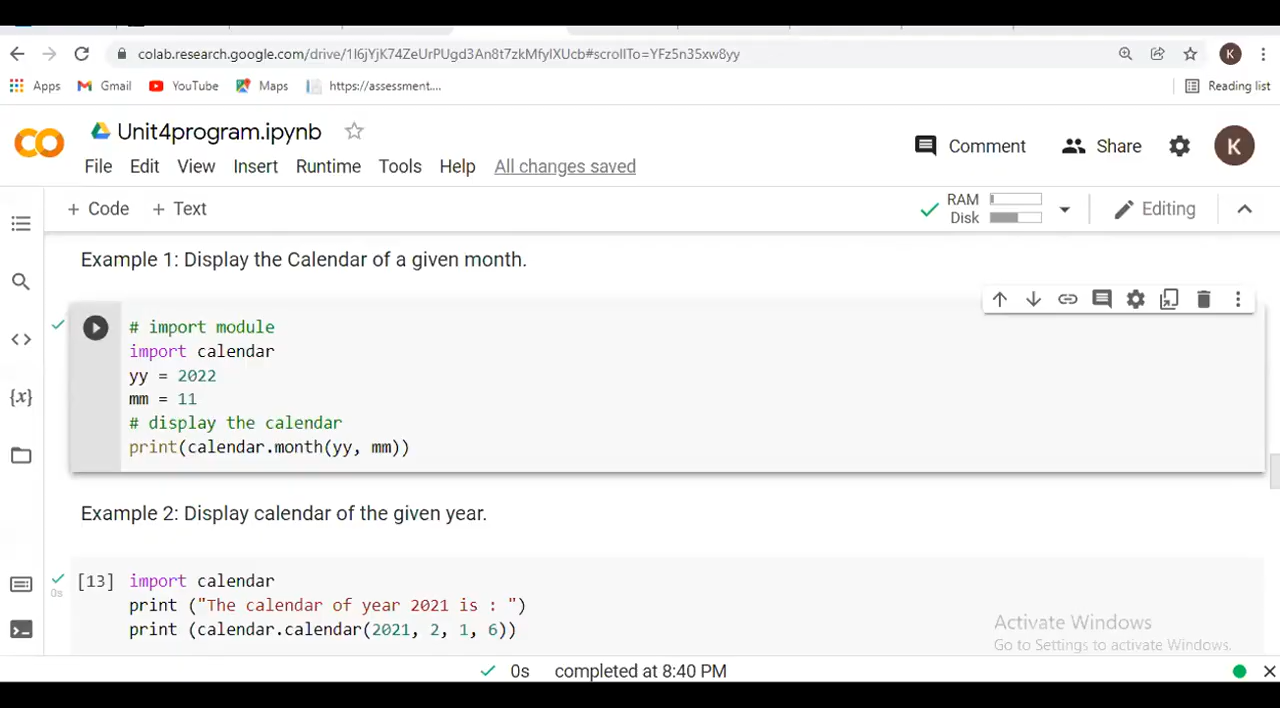 colab.research.google.com/drive/1I6jYjK74ZeUrPUgd3An8t7zkMfyIXUcb#scrollTo=YFz5n35xw8yy
K
Apps
Gmail
YouTube
Maps
https://assessment....
Reading list
Unit4program.ipynb
Comment
Share
K
File Edit View Insert Runtime Tools Help All changes saved
+ Code + Text
RAM
Disk
Editing
Example 1: Display the Calendar of a given month.
# import module
import calendar
yy = 2022
mm = 11
# display the calendar
print(calendar.month(yy, mm))
Example 2: Display calendar of the given year.
[13] import calendar
0s
print ("The calendar of year 2021 is : ")
print (calendar.calendar(2021, 2, 1, 6))
Activate Windows
Go to Settings to activate Windows.
0s completed at 8:40 PM